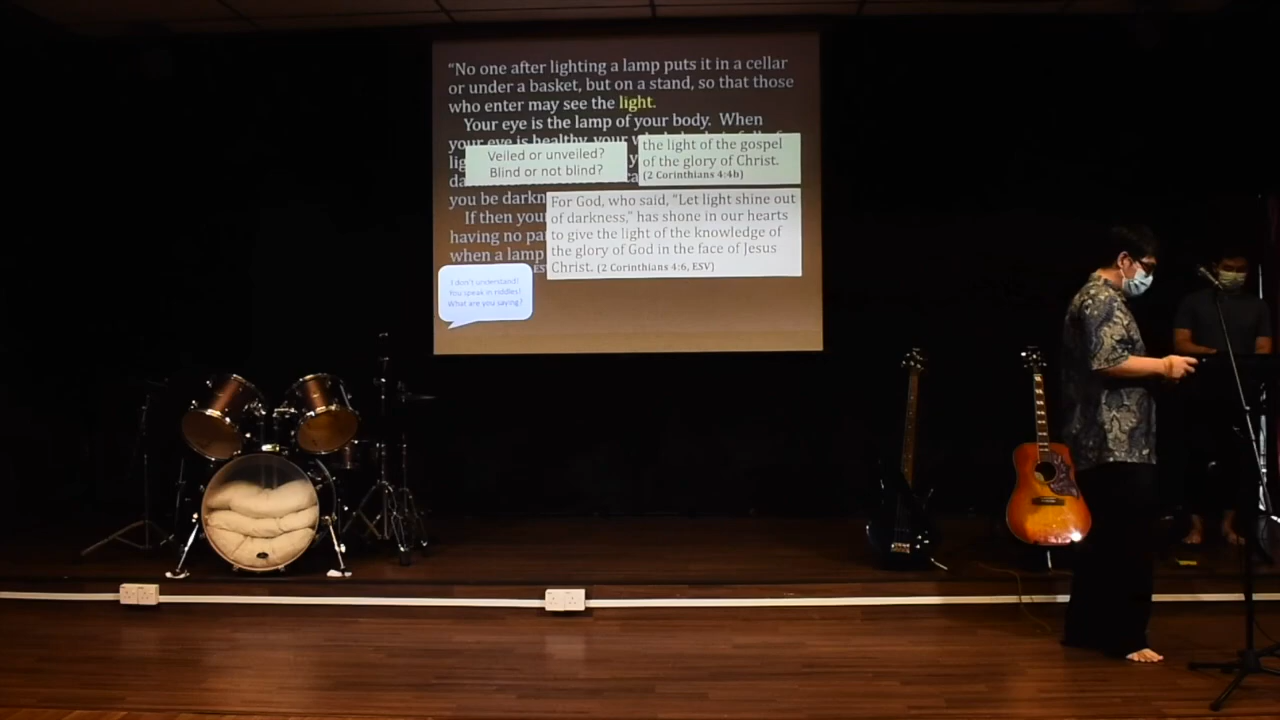 “No one after lighting a lamp puts it in a cellar
or under a basket, but on a stand, so that those
who enter may see the light.
Your eye is the lamp of your body. When
your eye is healthy, your
Veiled or unveiled?
Blind or not blind?
the light of the gospel
of the glory of Christ.
(2 Corinthians 4:4b)
you be darkn
If then your
having no pa
when a lamp
For God, who said, “Let light shine out
of darkness,” has shone in our hearts
to give the light of the knowledge of
the glory of God in the face of Jesus
Christ. (2 Corinthians 4:6, ESV)
I don't understand!
You speak in riddles!
What are you saying?